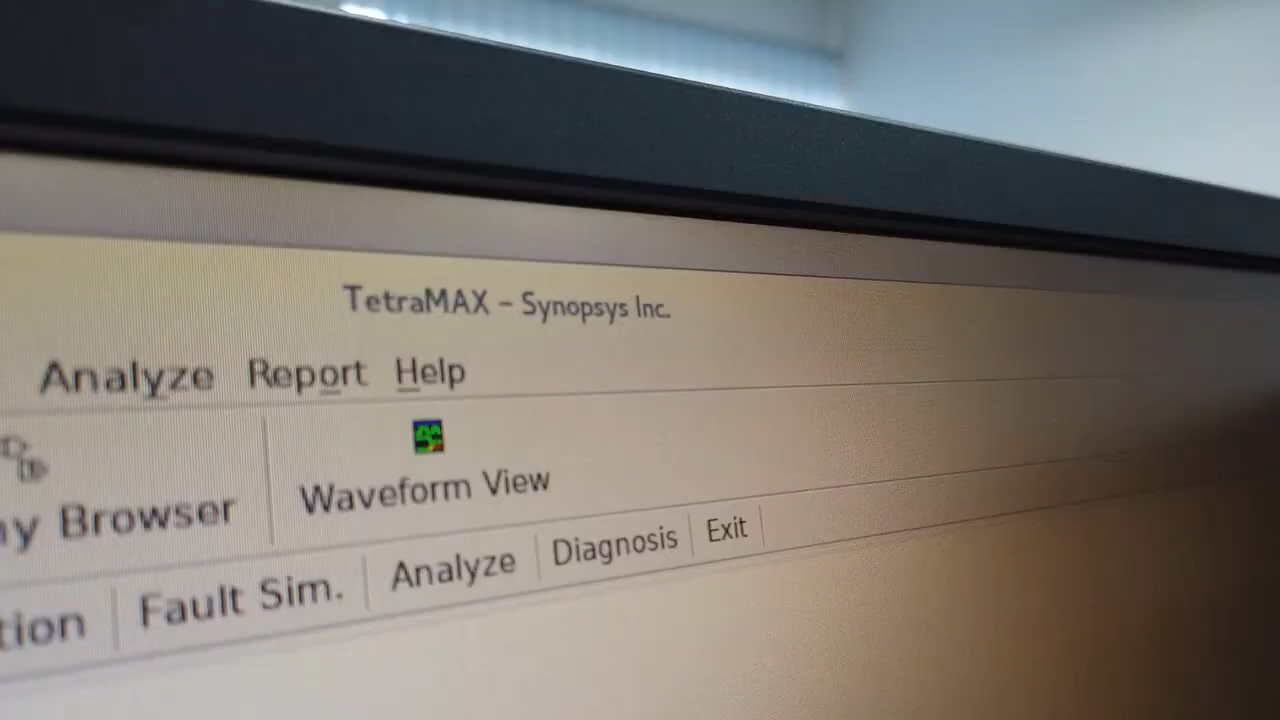 TetraMAX - Synopsys Inc.
Analyze Report Help
Browser Waveform View
Fault Sim. Analyze Diagnosis Exit